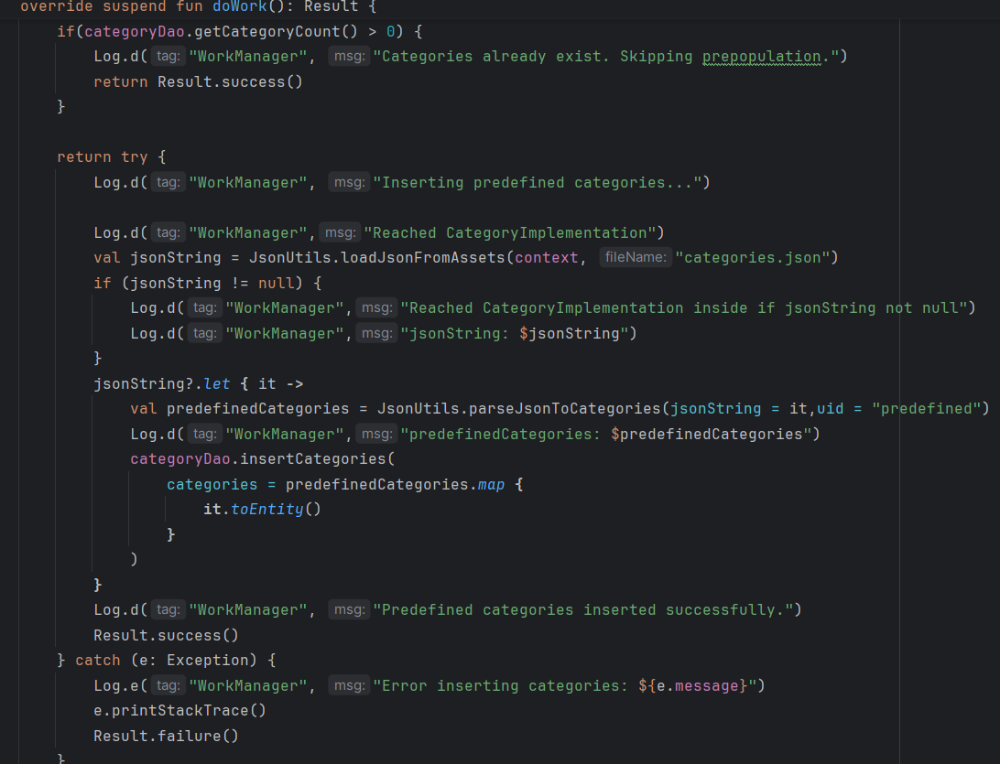 override suspend fun doWork(): Result {
if(categoryDao.getCategoryCount() > 0) {
Log.d( tag: "WorkManager", msg: "Categories already exist. Skipping prepopulation.")
return Result.success()
}
return try {
Log.d( tag: "WorkManager", msg: "Inserting predefined categories...")
Log.d( tag: "WorkManager", msg: "Reached CategoryImplementation")
val jsonString = JsonUtils.loadJsonFromAssets(context, fileName: "categories.json")
if (jsonString != null) {
Log.d( tag: "WorkManager", msg: "Reached CategoryImplementation inside if jsonString not null")
Log.d( tag: "WorkManager", msg: "jsonString: $jsonString")
}
jsonString?.let { it ->
val predefinedCategories = JsonUtils.parseJsonToCategories(jsonString = it,uid = "predefined")
Log.d( tag: "WorkManager", msg: "predefinedCategories: $predefinedCategories")
categoryDao.insertCategories(
categories = predefinedCategories.map {
it.toEntity()
}
)
}
Log.d( tag: "WorkManager", msg: "Predefined categories inserted successfully.")
Result.success()
} catch (e: Exception) {
Log.e( tag: "WorkManager", msg: "Error inserting categories: ${e.message}")
e.printStackTrace()
Result.failure()
}